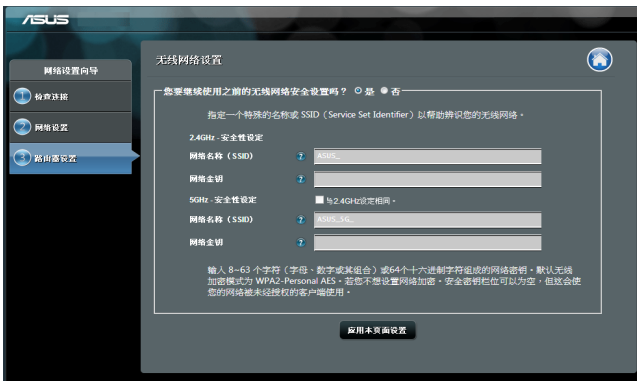 ASUS
网络设置向导
1 检查连接
2 网络设置
3 路由器设置
无线网络设置
您要继续使用之前的无线网络安全设置吗？ 是 否
指定一个特殊的名称或 SSID（Service Set Identifier）以帮助辨识您的无线网络。
2.4GHz - 安全性设定
网络名称（SSID） ? ASUS_
网络金钥 ?
5GHz - 安全性设定 与2.4GHz设定相同。
网络名称（SSID） ? ASUS_5G_
网络金钥 ?
输入 8~63 个字符（字母、数字或其组合）或64个十六进制字符组成的网络密钥。默认无线
加密模式为 WPA2-Personal AES。若您不想设置网络加密。安全密钥栏位可以为空，但这会使
您的网络被未经授权的客户端使用。
应用本页面设置